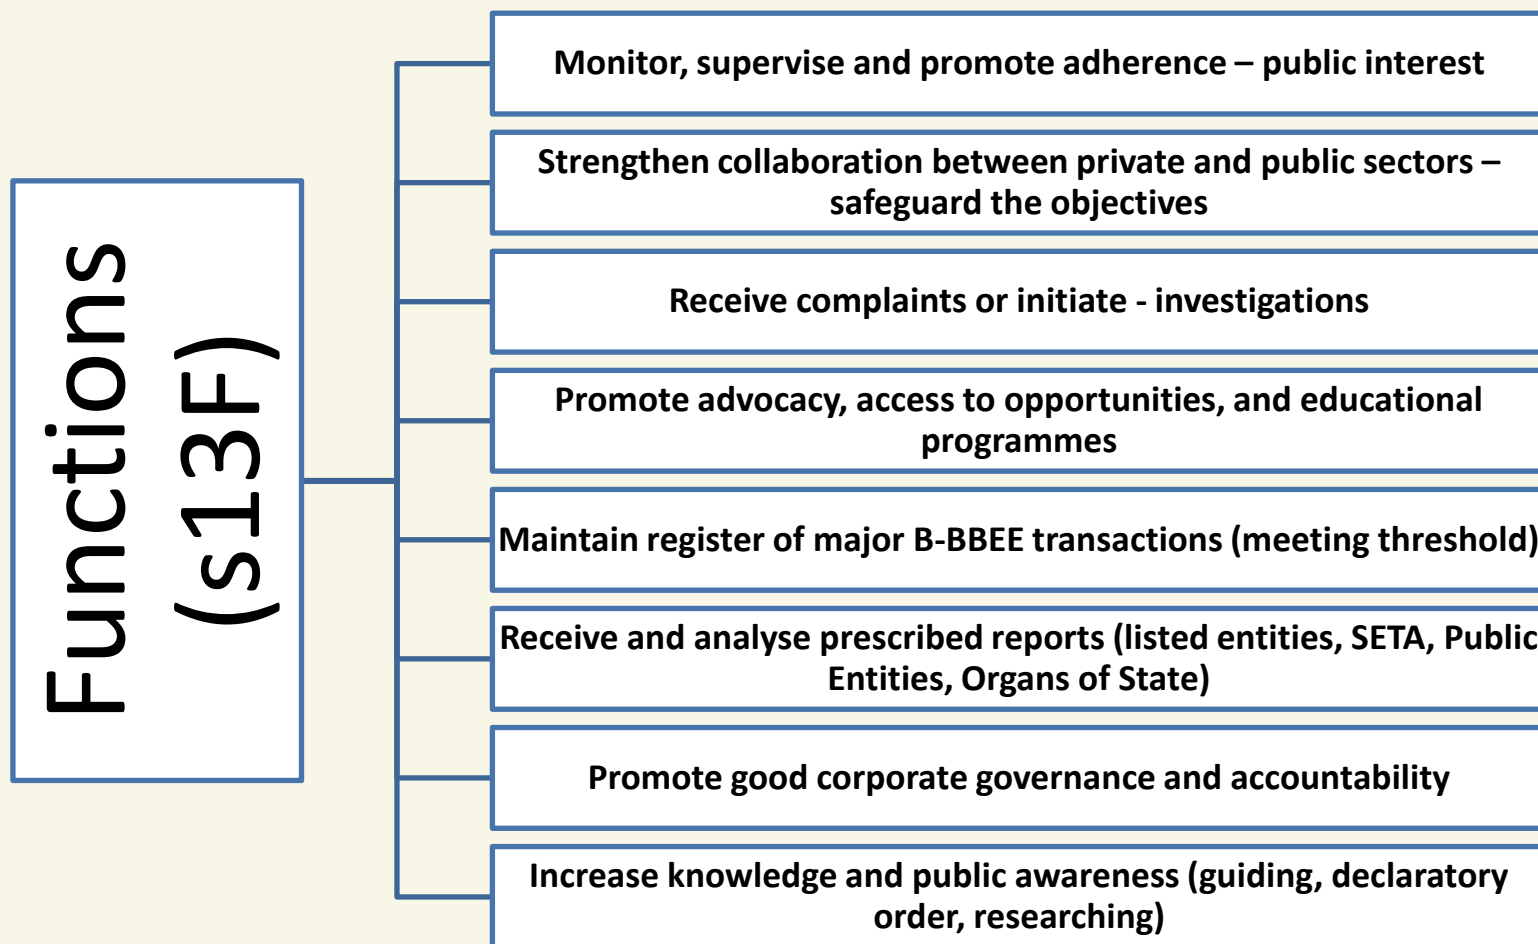 Functions
(s13F)
Monitor, supervise and promote adherence – public interest
Strengthen collaboration between private and public sectors –
safeguard the objectives
Receive complaints or initiate - investigations
Promote advocacy, access to opportunities, and educational
programmes
Maintain register of major B-BBEE transactions (meeting threshold)
Receive and analyse prescribed reports (listed entities, SETA, Public
Entities, Organs of State)
Promote good corporate governance and accountability
Increase knowledge and public awareness (guiding, declaratory
order, researching)